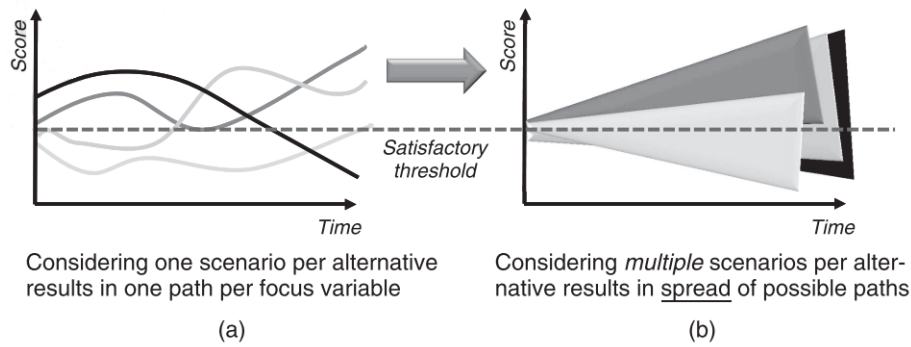 Score
Time
Satisfactory
threshold
Score
Time
Considering one scenario per alternative
results in one path per focus variable
(a)
Considering multiple scenarios per alter-
native results in spread of possible paths
(b)